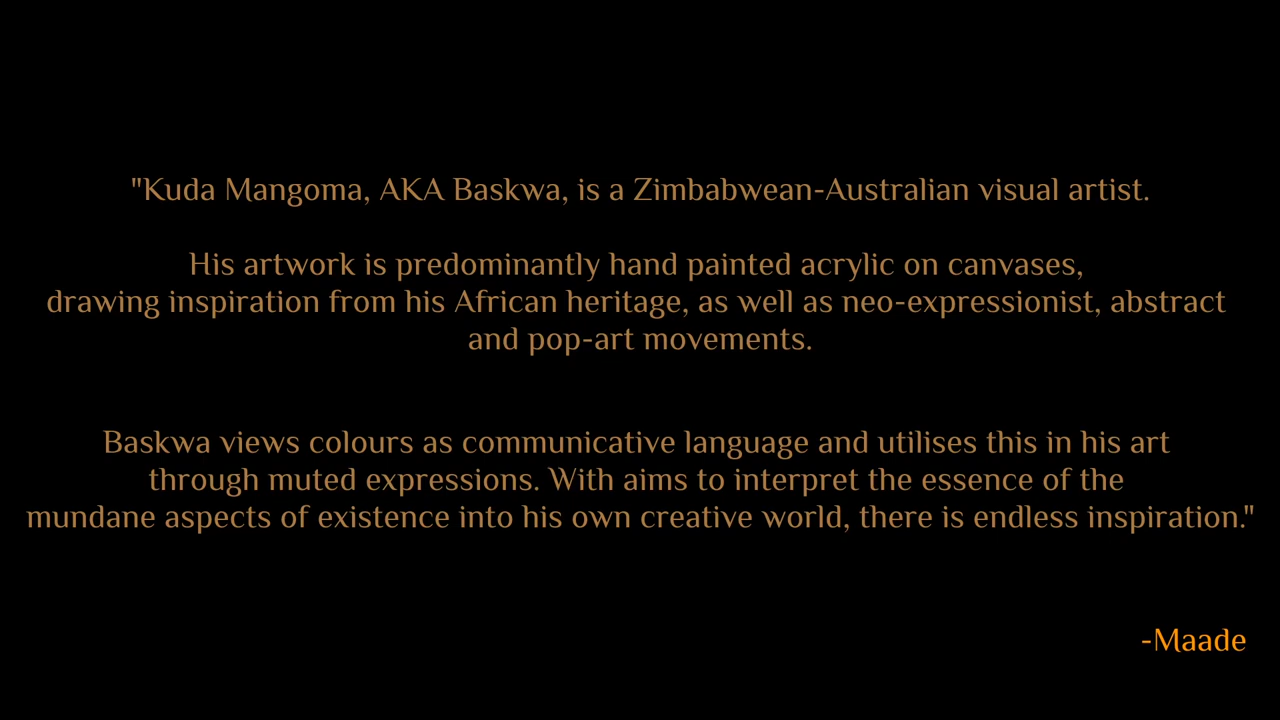 "Kuda Mangoma, AKA Baskwa, is a Zimbabwean-Australian visual artist.
His artwork is predominantly hand painted acrylic on canvases,
drawing inspiration from his African heritage, as well as neo-expressionist, abstract
and pop-art movements.
Baskwa views colours as communicative language and utilises this in his art
through muted expressions. With aims to interpret the essence of the
mundane aspects of existence into his own creative world, there is endless inspiration."
-Maade